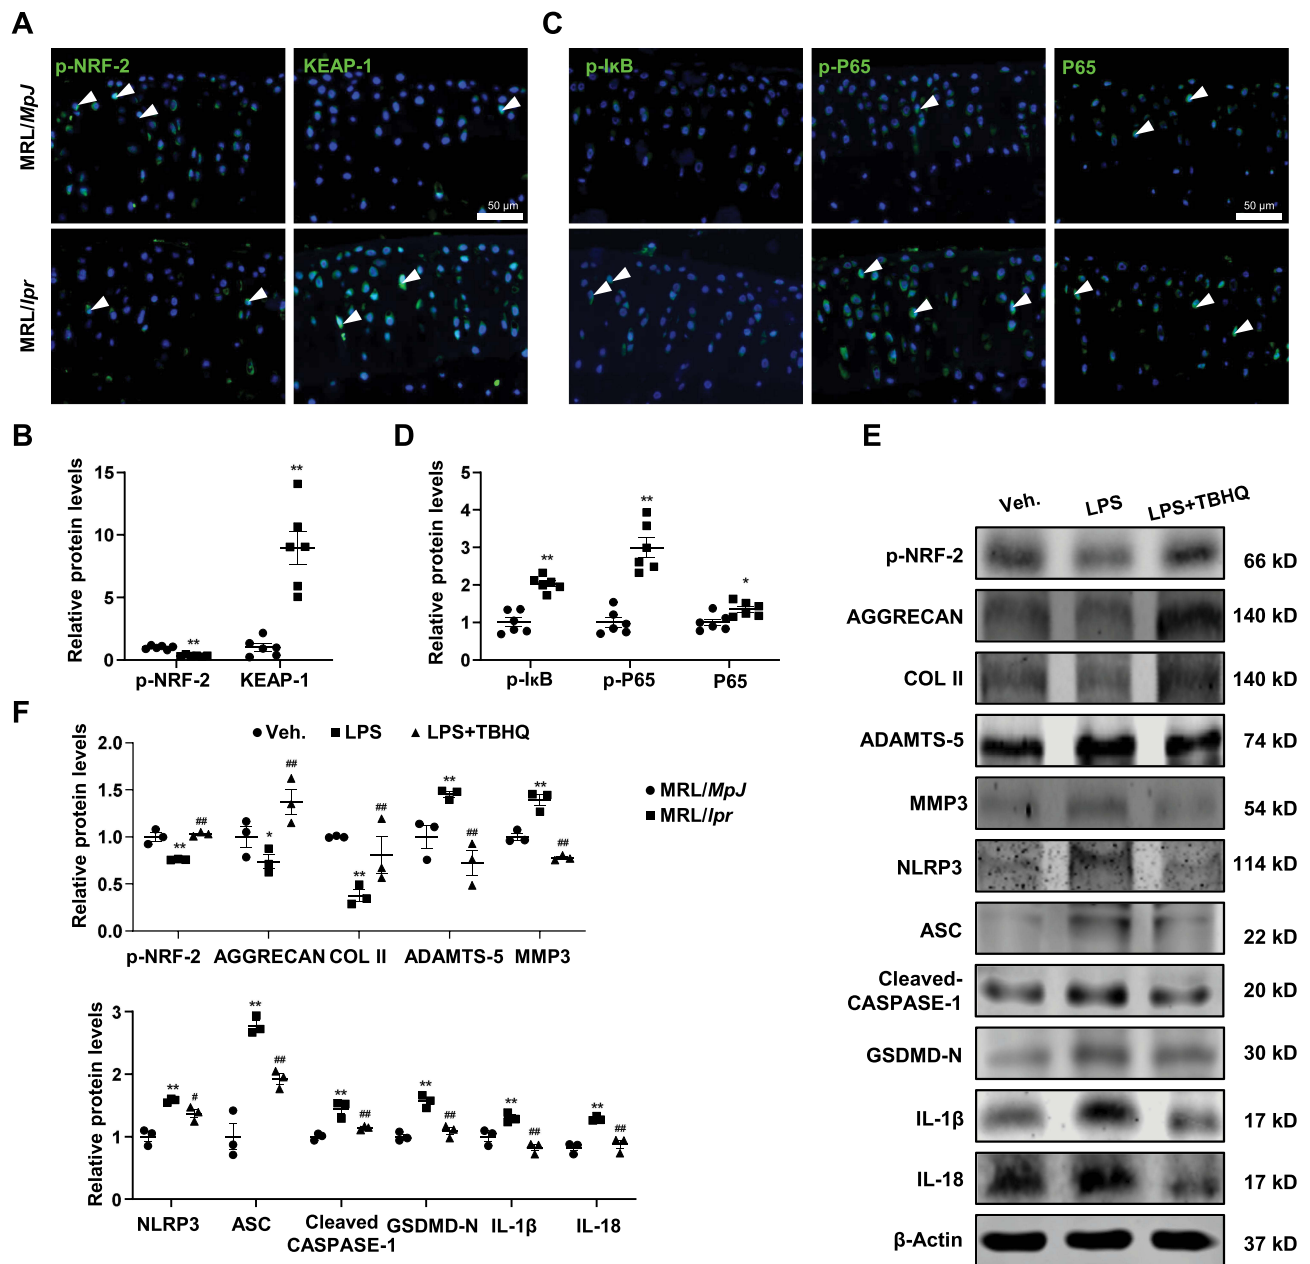 A
C
p-NRF-2
KEAP-1
p-IκB
p-P65
P65
MRL/MpJ
50 µm
50 µm
MRL/lpr
B
D
E
Relative protein levels
15
10
5
0
**
**
p-NRF-2
KEAP-1
Relative protein levels
5
4
3
2
1
0
**
**
*
p-IκB
p-P65
P65
Veh.
LPS
LPS+TBHQ
p-NRF-2
66 kD
AGGRECAN
140 kD
COL II
140 kD
ADAMTS-5
74 kD
MMP3
54 kD
NLRP3
114 kD
ASC
22 kD
Cleaved-
CASPASE-1
20 kD
GSDMD-N
30 kD
IL-1β
17 kD
IL-18
17 kD
β-Actin
37 kD
F
Veh.
LPS
LPS+TBHQ
MRL/MpJ
MRL/lpr
Relative protein levels
2.0
1.5
1.0
0.5
0.0
**
##
*
##
**
##
**
##
**
##
p-NRF-2
AGGRECAN
COL II
ADAMTS-5
MMP3
Relative protein levels
3
2
1
0
**
#
**
##
**
##
**
##
**
##
**
##
NLRP3
ASC
Cleaved
CASPASE-1
GSDMD-N
IL-1β
IL-18